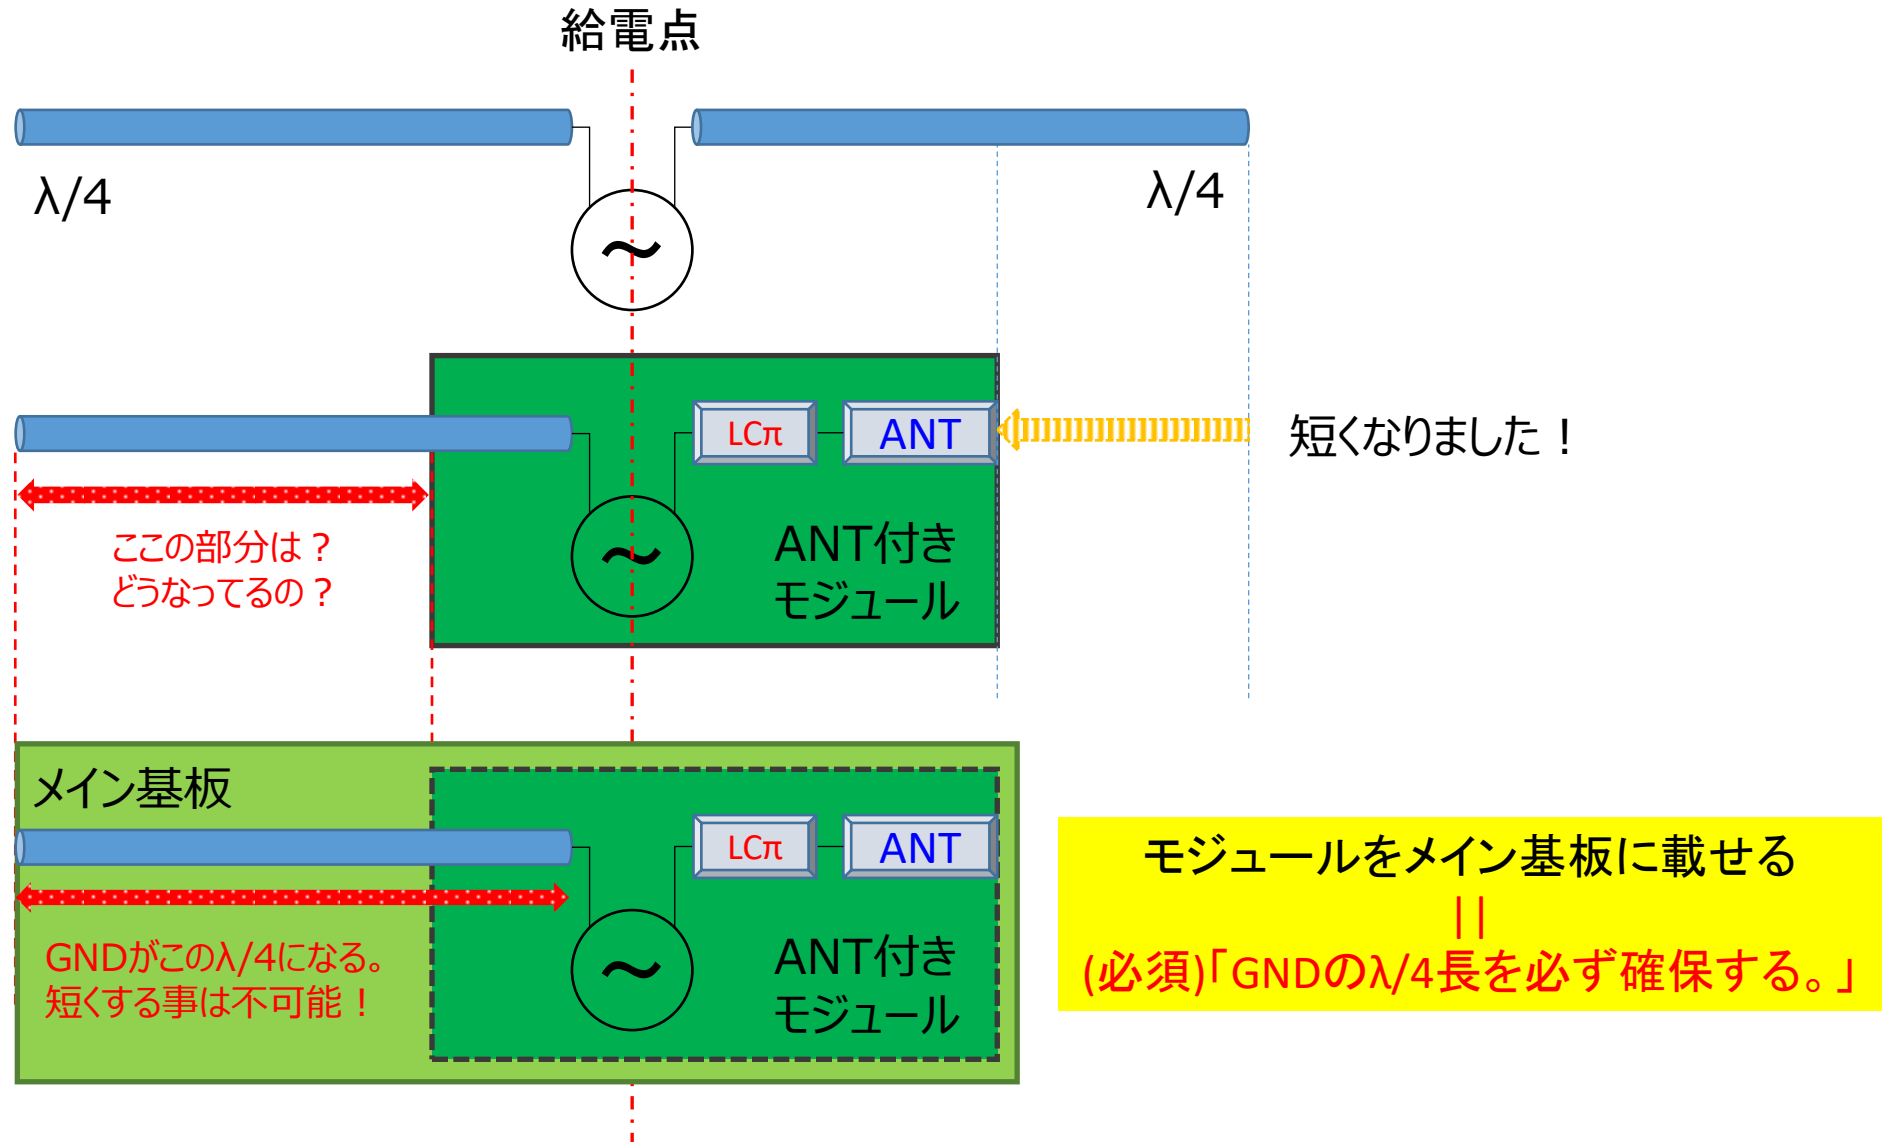 給電点
λ/4
λ/4
～
LCπ
ANT
短くなりました！
ここの部分は？
どうなってるの？
～
ANT付き
モジュール
メイン基板
LCπ
ANT
GNDがこのλ/4になる。
短くする事は不可能！
～
ANT付き
モジュール
モジュールをメイン基板に載せる
||
(必須)「GNDのλ/4長を必ず確保する。」